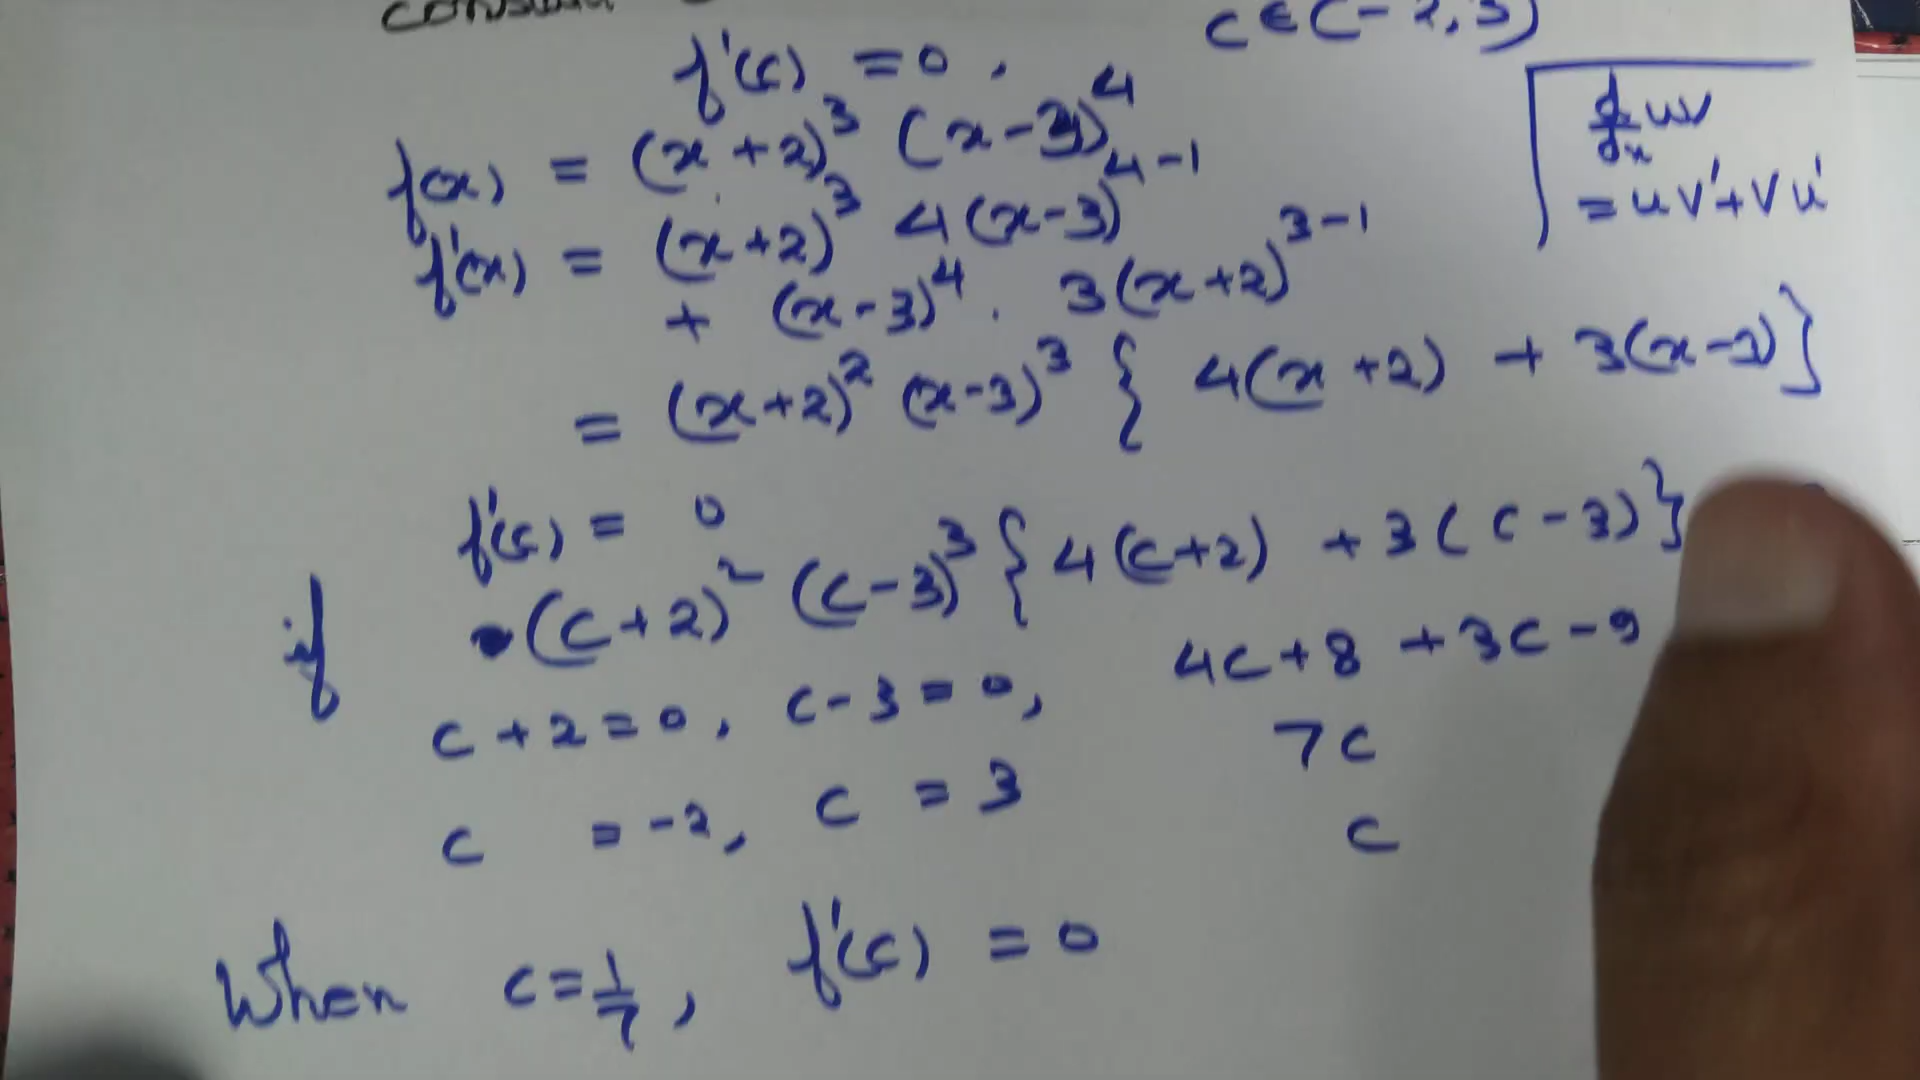 c ∈ (-2, 3)
f'(c) = 0,
f(x) = (x+2)^3 (x-3)^4
f'(x) = (x+2)^3 4(x-3)^{4-1}
+ (x-3)^4 . 3(x+2)^{3-1}
= (x+2)^2 (x-3)^3 { 4(x+2) + 3(x-3)}
d/dx uv
= uv' + vu'
f'(c) = 0
if (c+2)^2 (c-3)^3 { 4(c+2) + 3(c-3)}
c+2=0, c-3=0, 4c+8+3c-9
7c
c = -2, c = 3 c
When c = 1/7, f'(c) = 0